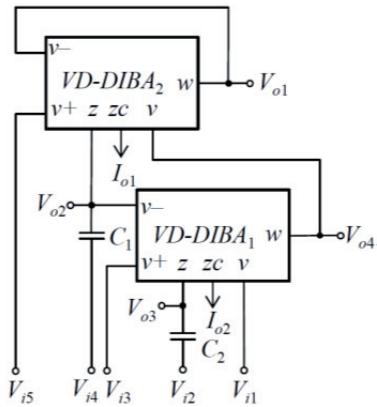 v−
VD-DIBA2 w Vo1
v+ z zc v
Io1
Vo2 v−
C1 VD-DIBA1 w Vo4
v+ z zc v
Vo3 Io2
C2
Vi5 Vi4 Vi3 Vi2 Vi1